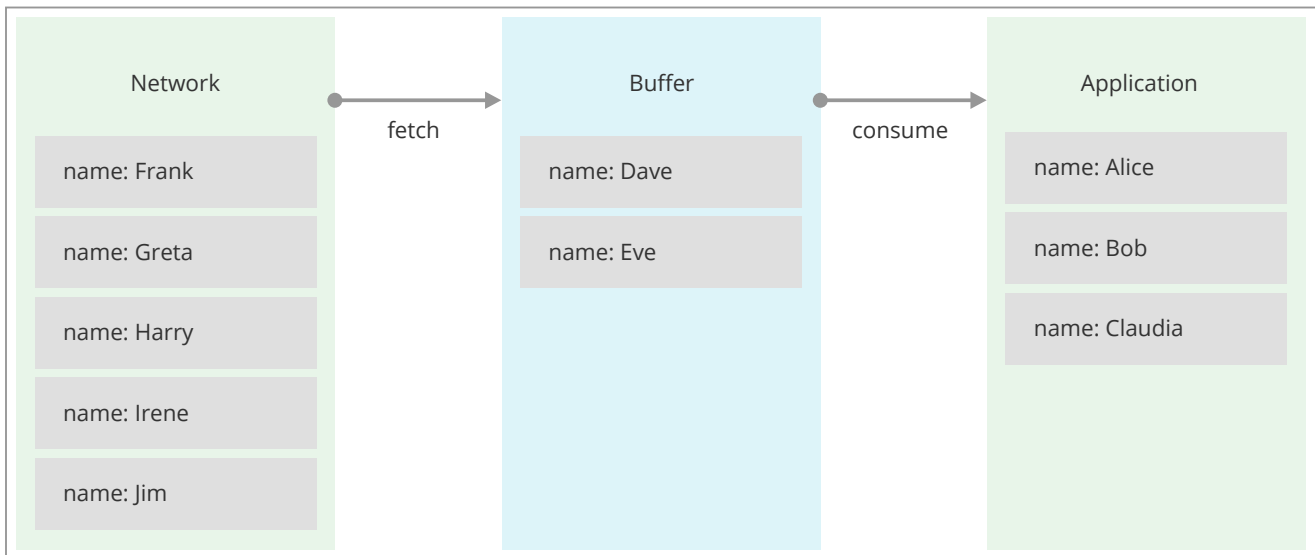 Network
fetch
Buffer
consume
Application
name: Frank
name: Greta
name: Harry
name: Irene
name: Jim
name: Dave
name: Eve
name: Alice
name: Bob
name: Claudia